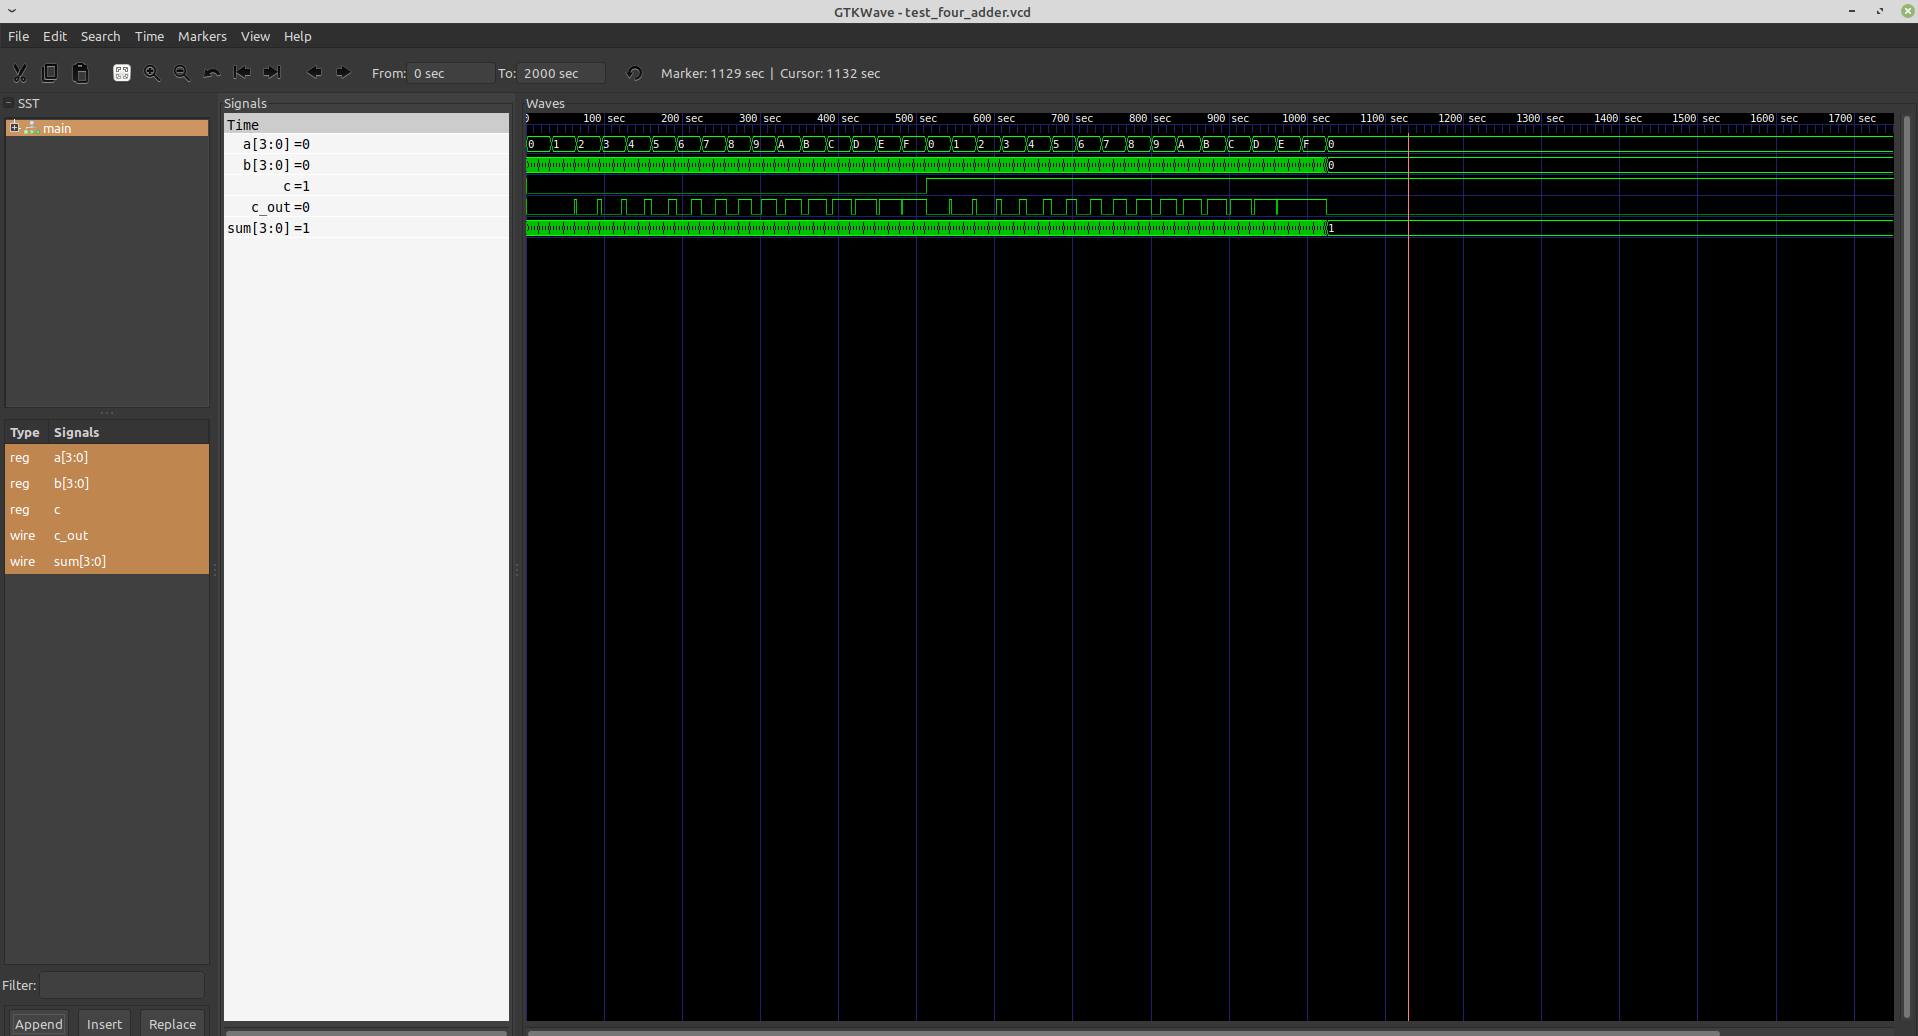 GTKWave - test_four_adder.vcd
File Edit Search Time Markers View Help
From: 0 sec To: 2000 sec Marker: 1129 sec | Cursor: 1132 sec
SST
main
Type Signals
reg a[3:0]
reg b[3:0]
reg c
wire c_out
wire sum[3:0]
Filter:
Append Insert Replace
Signals
Time
a[3:0] =0
b[3:0] =0
c =1
c_out =0
sum[3:0] =1
Waves
0 100 sec 200 sec 300 sec 400 sec 500 sec 600 sec 700 sec 800 sec 900 sec 1000 sec 1100 sec 1200 sec 1300 sec 1400 sec 1500 sec 1600 sec 1700 sec
0 1 2 3 4 5 6 7 8 9 A B C D E F 0 1 2 3 4 5 6 7 8 9 A B C D E F 0
0
1